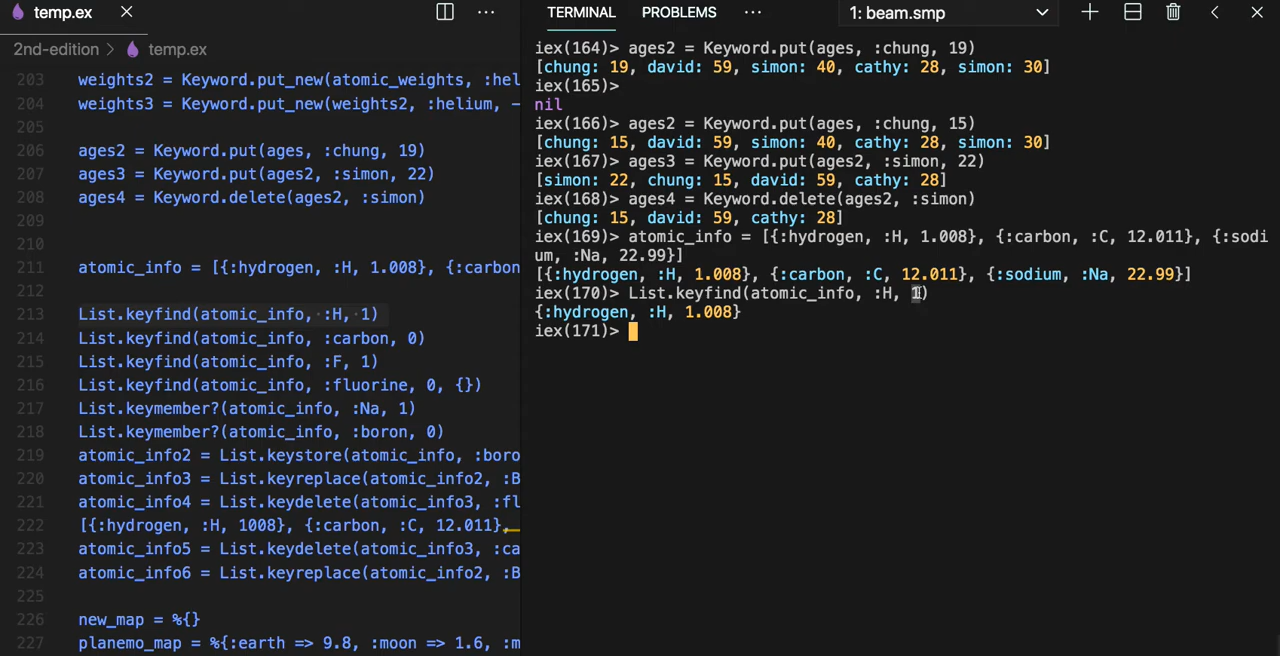 temp.ex
2nd-edition > temp.ex
203 weights2 = Keyword.put_new(atomic_weights, :hel
204 weights3 = Keyword.put_new(weights2, :helium, –
205
206 ages2 = Keyword.put(ages, :chung, 19)
207 ages3 = Keyword.put(ages2, :simon, 22)
208 ages4 = Keyword.delete(ages2, :simon)
209
210
211 atomic_info = [{:hydrogen, :H, 1.008}, {:carbon
212
213 List.keyfind(atomic_info, :H, 1)
214 List.keyfind(atomic_info, :carbon, 0)
215 List.keyfind(atomic_info, :F, 1)
216 List.keyfind(atomic_info, :fluorine, 0, {})
217 List.keymember?(atomic_info, :Na, 1)
218 List.keymember?(atomic_info, :boron, 0)
219 atomic_info2 = List.keystore(atomic_info, :boro
220 atomic_info3 = List.keyreplace(atomic_info2, :B
221 atomic_info4 = List.keydelete(atomic_info3, :fl
222 [{:hydrogen, :H, 1008}, {:carbon, :C, 12.011},
223 atomic_info5 = List.keydelete(atomic_info3, :ca
224 atomic_info6 = List.keyreplace(atomic_info2, :B
225
226 new_map = %{}
227 planemo_map = %{:earth => 9.8, :moon => 1.6, :m
TERMINAL PROBLEMS ··· 1: beam.smp
iex(164)> ages2 = Keyword.put(ages, :chung, 19)
[chung: 19, david: 59, simon: 40, cathy: 28, simon: 30]
iex(165)>
nil
iex(166)> ages2 = Keyword.put(ages, :chung, 15)
[chung: 15, david: 59, simon: 40, cathy: 28, simon: 30]
iex(167)> ages3 = Keyword.put(ages2, :simon, 22)
[simon: 22, chung: 15, david: 59, cathy: 28]
iex(168)> ages4 = Keyword.delete(ages2, :simon)
[chung: 15, david: 59, cathy: 28]
iex(169)> atomic_info = [{:hydrogen, :H, 1.008}, {:carbon, :C, 12.011}, {:sodi
um, :Na, 22.99}]
[{:hydrogen, :H, 1.008}, {:carbon, :C, 12.011}, {:sodium, :Na, 22.99}]
iex(170)> List.keyfind(atomic_info, :H, 1)
{:hydrogen, :H, 1.008}
iex(171)>